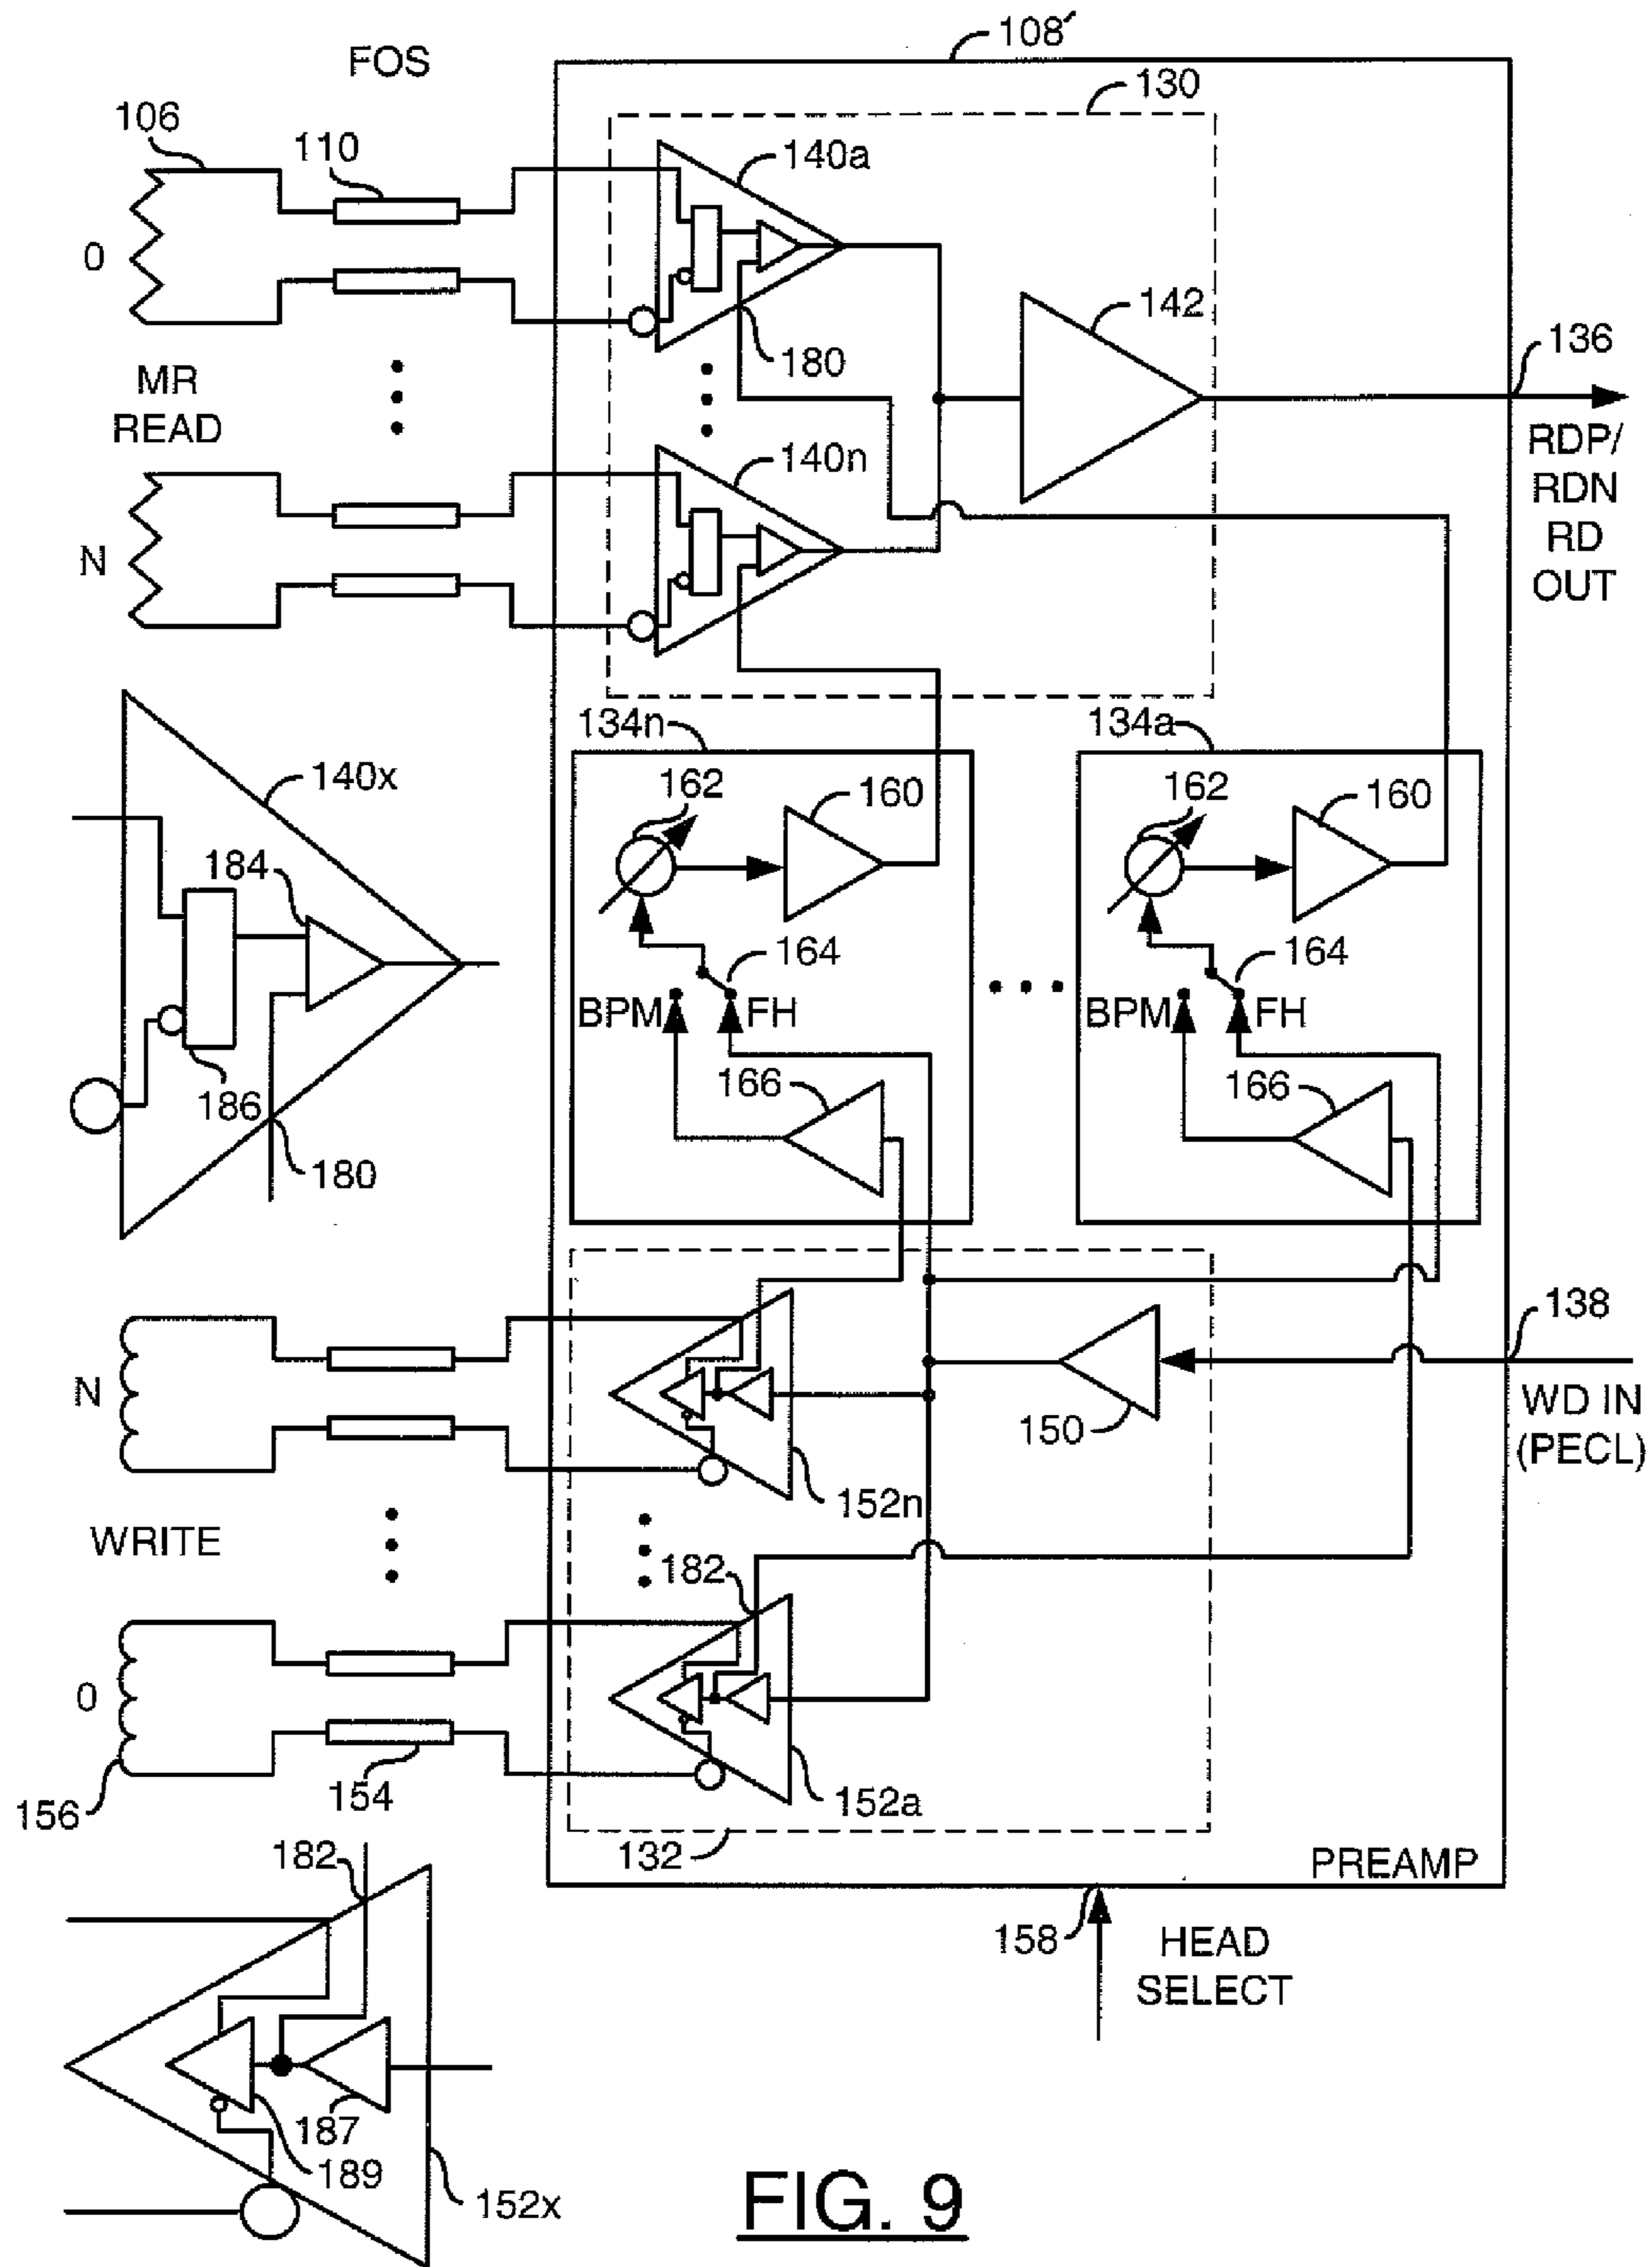 108′
FOS
130
106
110
140a
0
142
180
136
MR
READ
RDP/
RDN
RD
OUT
140n
N
134n
134a
140x
162
160
162
160
184
164
164
BPM
FH
BPM
FH
186
166
166
180
138
N
150
WD IN
(PECL)
152n
WRITE
182
0
156
154
152a
132
PREAMP
182
158
HEAD
SELECT
187
189
152x
FIG. 9